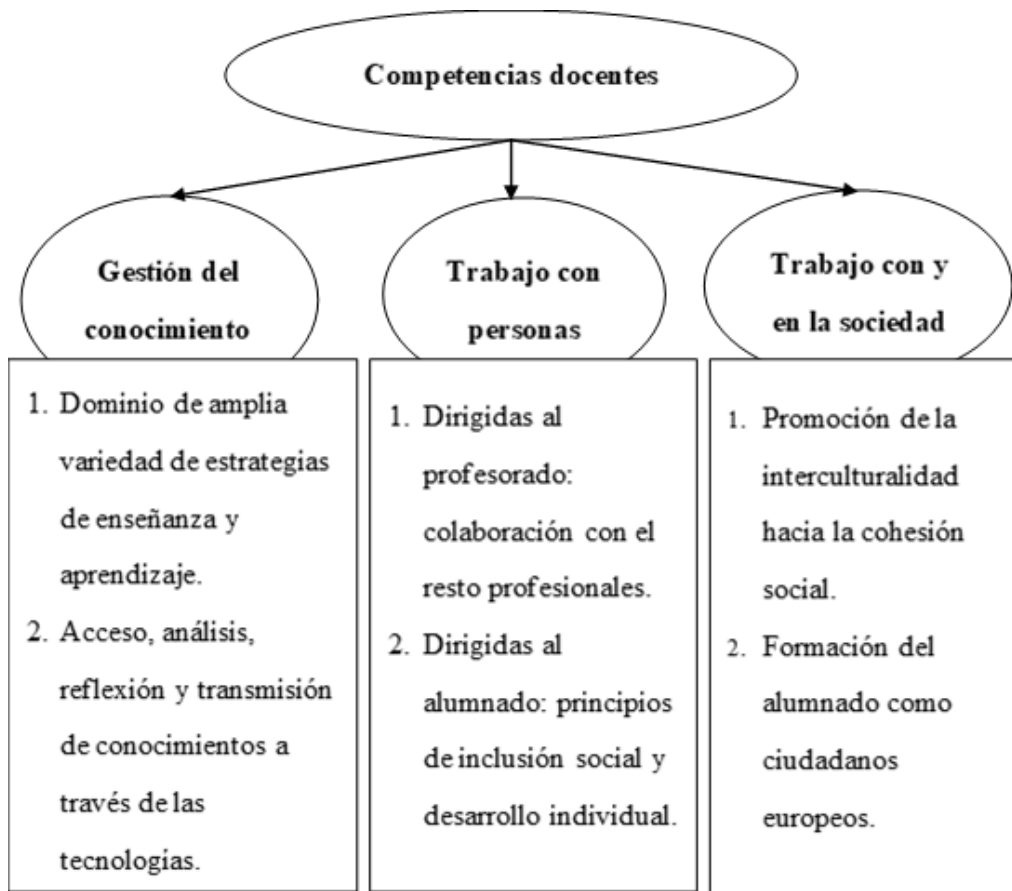 Competencias docentes
Gestión del
conocimiento
Trabajo con
personas
Trabajo con y
en la sociedad
1. Dominio de amplia
variedad de estrategias
de enseñanza y
aprendizaje.
2. Acceso, análisis,
reflexión y transmisión
de conocimientos a
través de las
tecnologías.
1. Dirigidas al
profesorado:
colaboración con el
resto profesionales.
2. Dirigidas al
alumnado: principios
de inclusión social y
desarrollo individual.
1. Promoción de la
interculturalidad
hacia la cohesión
social.
2. Formación del
alumnado como
ciudadanos
europeos.